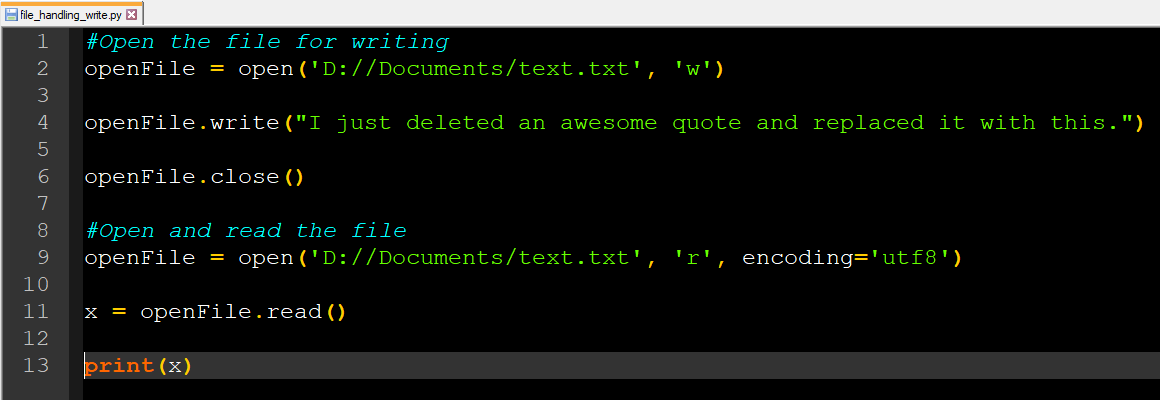 file_handling_write.py
1 #Open the file for writing
2 openFile = open('D://Documents/text.txt', 'w')
3
4 openFile.write("I just deleted an awesome quote and replaced it with this.")
5
6 openFile.close()
7
8 #Open and read the file
9 openFile = open('D://Documents/text.txt', 'r', encoding='utf8')
10
11 x = openFile.read()
12
13 print(x)